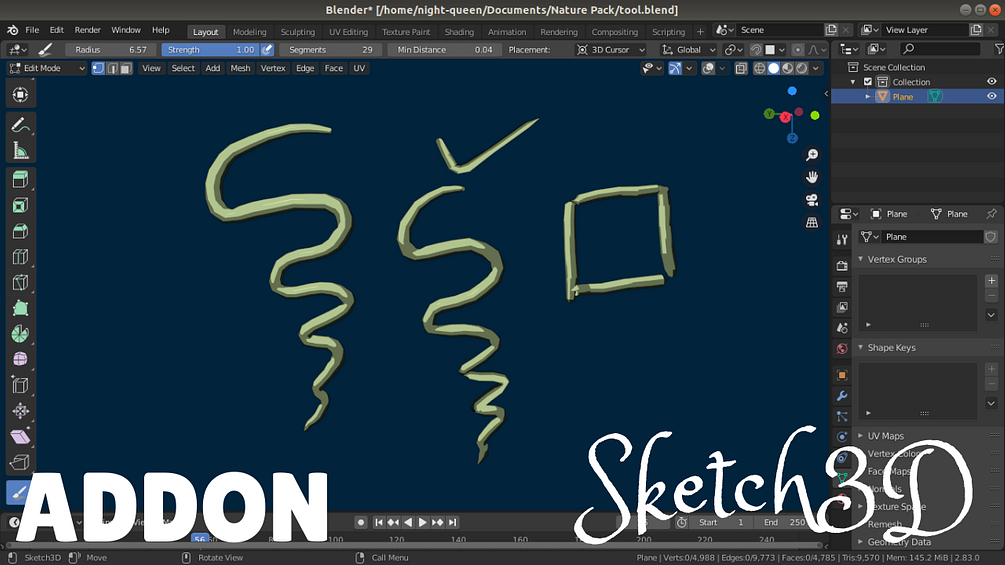 Blender* [/home/night-queen/Documents/Nature Pack/tool.blend]
File Edit Render Window Help Layout Modeling Sculpting UV Editing Texture Paint Shading Animation Rendering Compositing Scripting Scene View Layer
Radius 6.57 Strength 1.00 Segments 29 Min Distance 0.04 Placement: 3D Cursor Global
Edit Mode View Select Add Mesh Vertex Edge Face UV
Scene Collection
Collection
Plane
Y
X
Z
Plane Plane
Plane
Vertex Groups
Shape Keys
UV Maps
Vertex Colors
Face Maps
Normals
Texture Space
Remesh
Geometry Data
ADDON
Sketch3D
Start 1 End 250
56 200 220 240
Sketch3D Move Rotate View Call Menu Plane | Verts:0/4,988 | Edges:0/9,773 | Faces:0/4,785 | Tris:9,570 | Mem: 145.2 MiB | 2.83.0